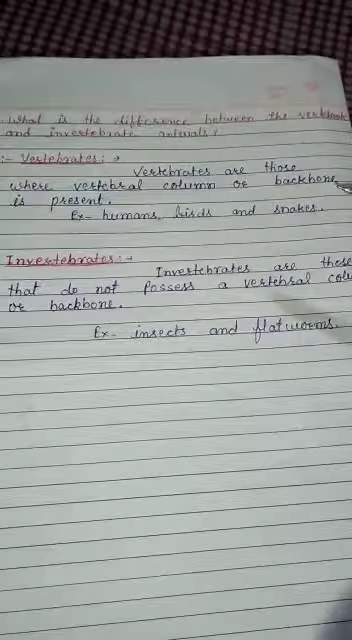 What is the difference between the vertebrate
and invertebrate animals?
:- Vertebrates: →
Vertebrates are those
where vertebral column or backbone
is present.
Ex- humans, birds and snakes.
Invertebrates:→
Invertebrates are those
that do not possess a vertebral colu
or backbone.
Ex- insects and flatworms.